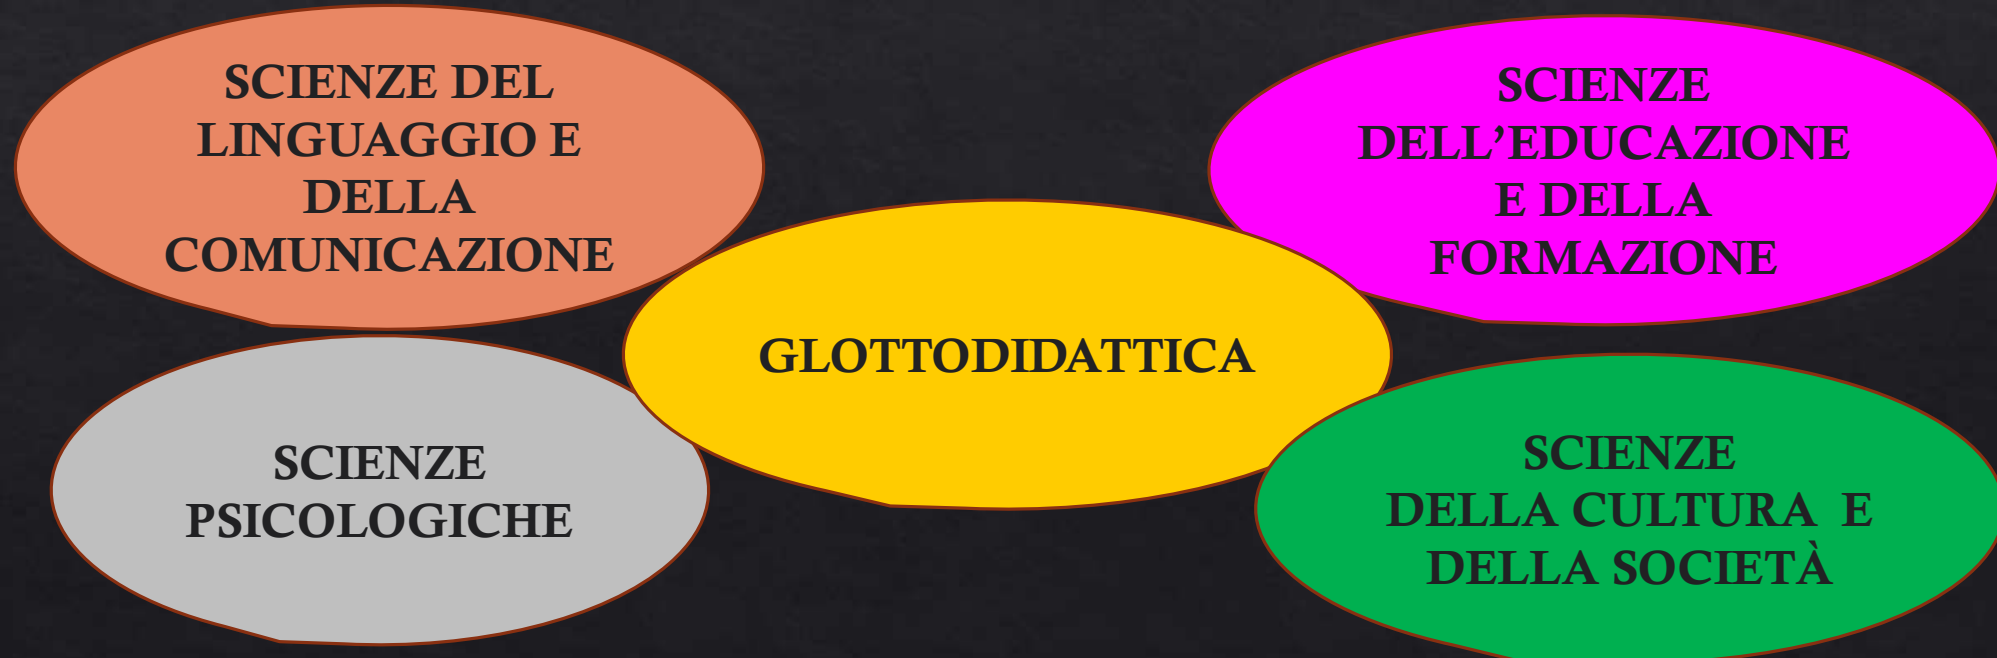 SCIENZE DEL
LINGUAGGIO E
DELLA
COMUNICAZIONE
SCIENZE
DELL’EDUCAZIONE
E DELLA
FORMAZIONE
GLOTTODIDATTICA
SCIENZE
PSICOLOGICHE
SCIENZE
DELLA CULTURA  E
DELLA SOCIETÀ